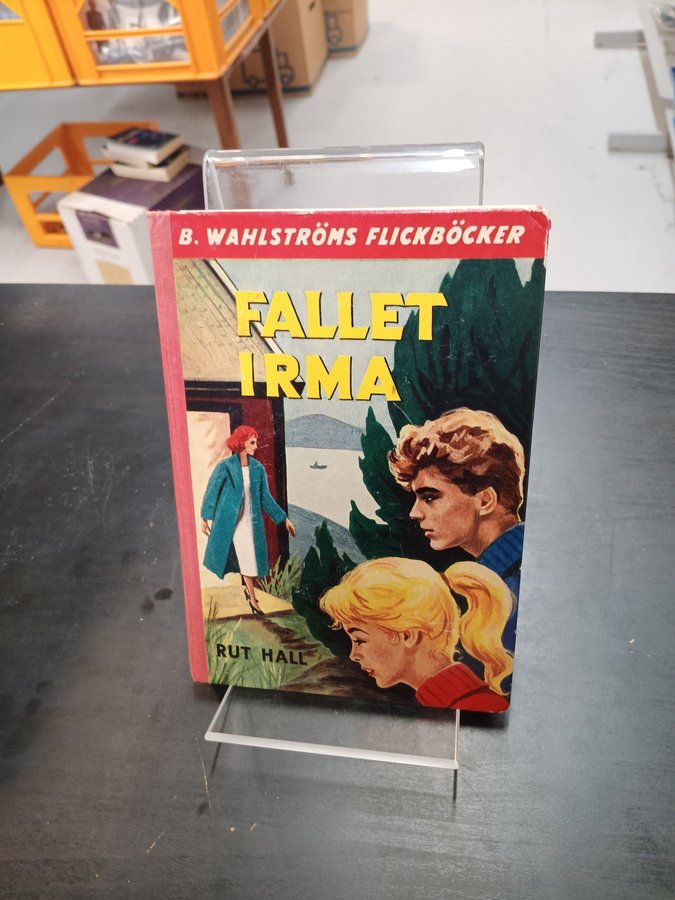 B. WAHLSTRÖMS FLICKBÖCKER
FALLET
IRMA
RUT HALL